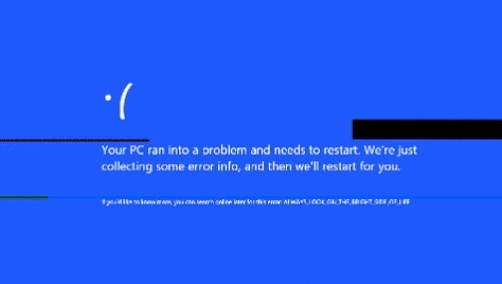 :(
Your PC ran into a problem and needs to restart. We're just
collecting some error info, and then we'll restart for you.
If you'd like to know more, you can search online later for this error: ALWAYS_LOOK_ON_THE_BRIGHT_SIDE_OF_LIFE